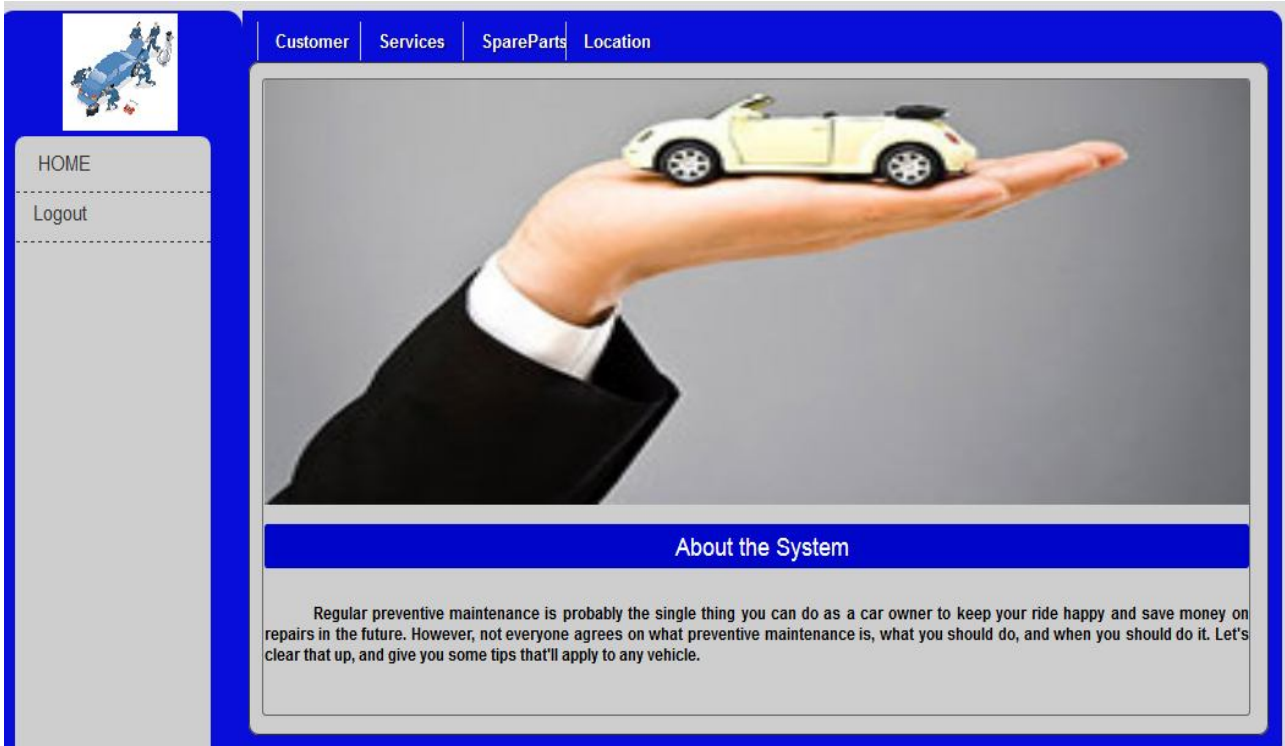 Customer Services SpareParts Location
HOME
Logout
About the System
Regular preventive maintenance is probably the single thing you can do as a car owner to keep your ride happy and save money on
repairs in the future. However, not everyone agrees on what preventive maintenance is, what you should do, and when you should do it. Let's
clear that up, and give you some tips that'll apply to any vehicle.